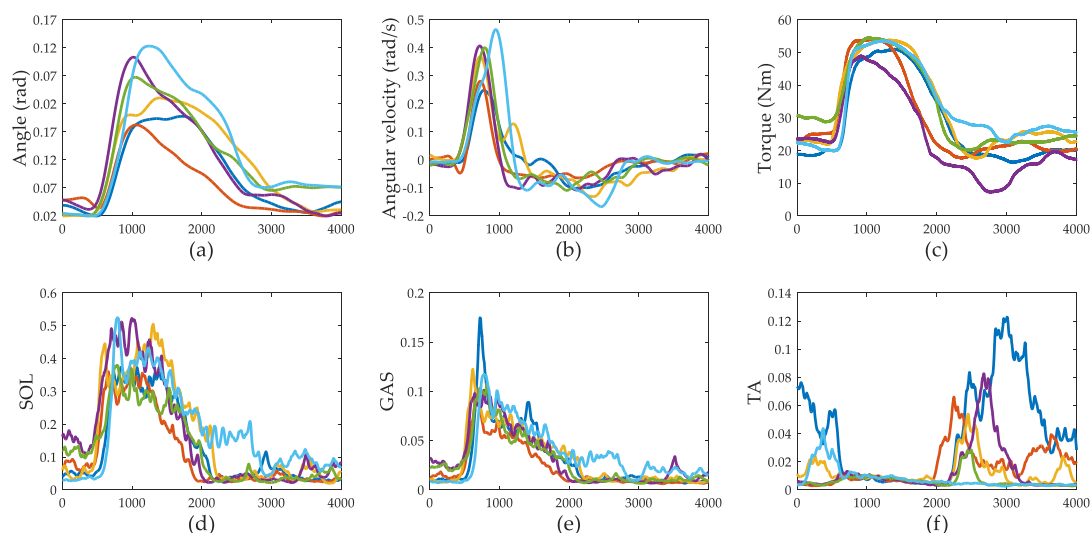 Angle (rad)
0.17
0.12
0.07
0.02
0.17
0.12
0.07
0.02
0 1000 2000 3000 4000
(a)
Angular velocity (rad/s)
0.5
0.4
0.3
0.2
0.1
0
-0.1
-0.2
0 1000 2000 3000 4000
(b)
Torque (Nm)
60
50
40
30
20
10
0
0 1000 2000 3000 4000
(c)
SOL
0.6
0.5
0.4
0.3
0.2
0.1
0
0 1000 2000 3000 4000
(d)
GAS
0.2
0.15
0.1
0.05
0
0 1000 2000 3000 4000
(e)
TA
0.14
0.12
0.1
0.08
0.06
0.04
0.02
0
0 1000 2000 3000 4000
(f)